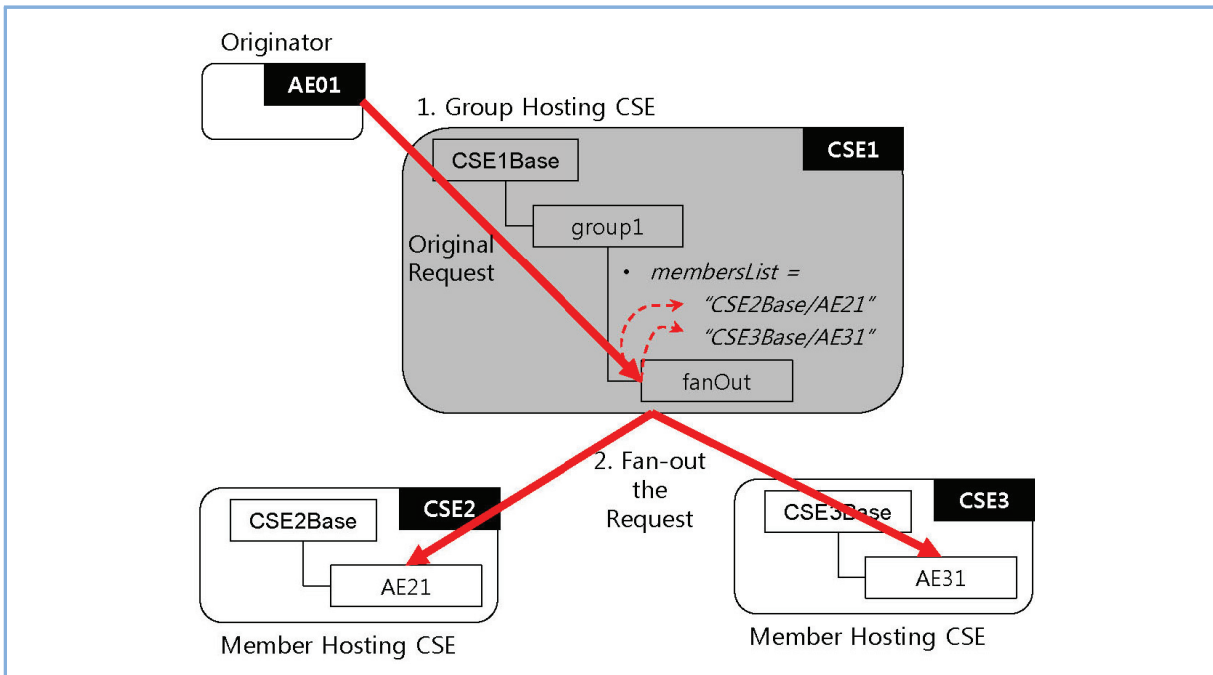 Originator
AE01
1. Group Hosting CSE
CSE1
CSE1Base
group1
Original
Request
• membersList =
“CSE2Base/AE21”
“CSE3Base/AE31”
fanOut
2. Fan-out
the
Request
CSE2
CSE2Base
AE21
Member Hosting CSE
CSE3
CSE3Base
AE31
Member Hosting CSE